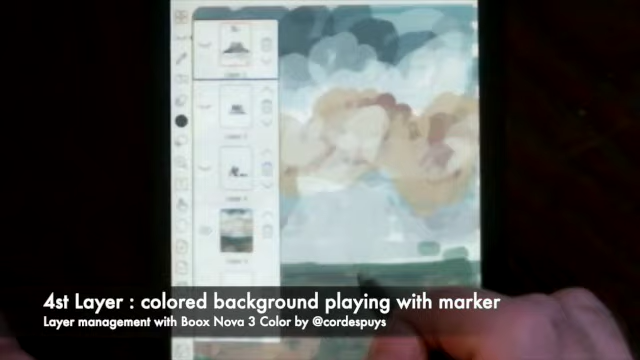 4st Layer : colored background playing with marker
Layer management with Boox Nova 3 Color by @cordespuys